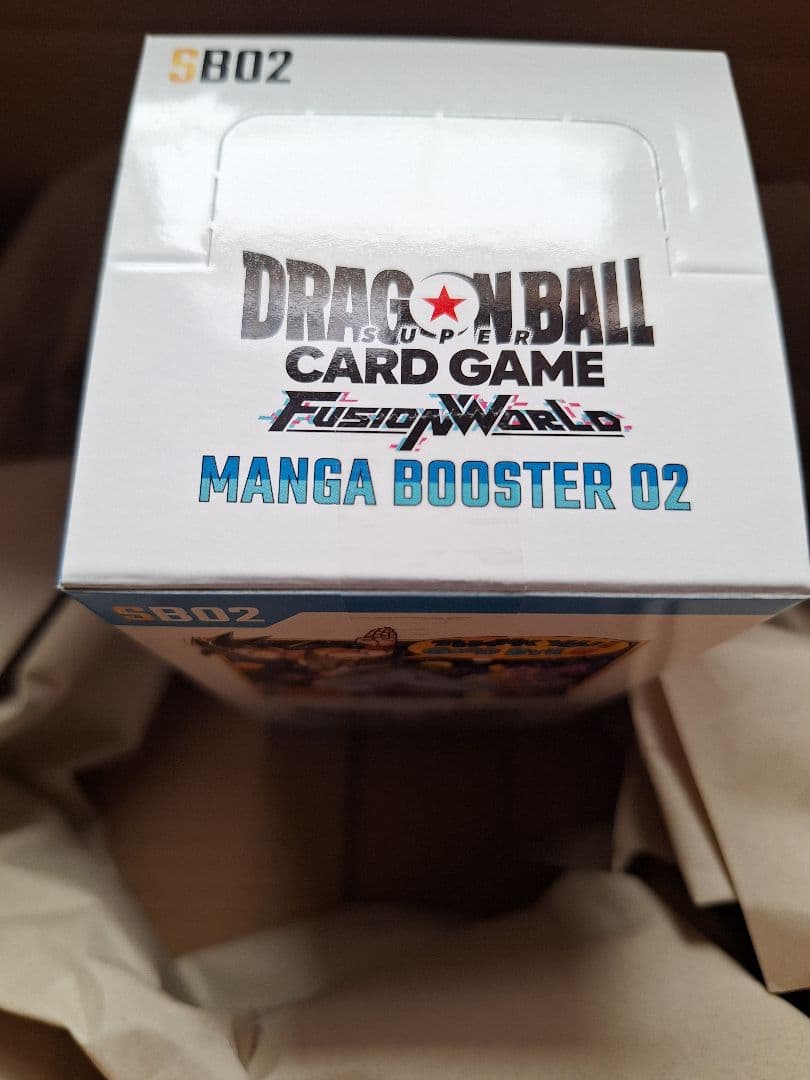 SB02
DRAGON BALL
SUPER
CARD GAME
FUSION WORLD
MANGA BOOSTER 02
SB02